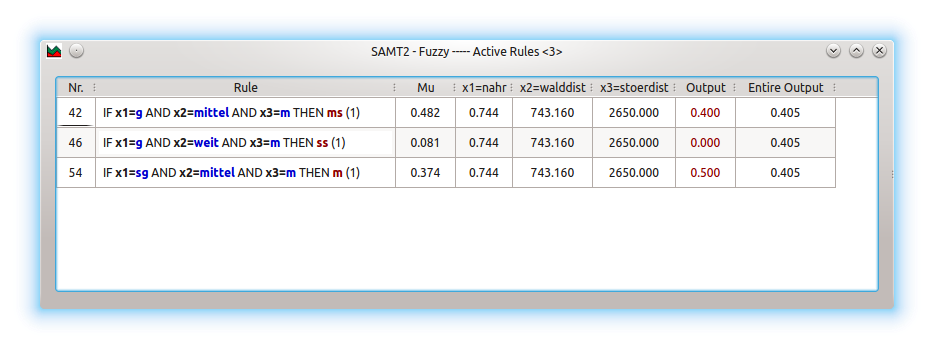 SAMT2 - Fuzzy ----- Active Rules <3>
Nr. Rule Mu x1=nahr x2=walddist x3=stoerdist Output Entire Output
42 IF x1=g AND x2=mittel AND x3=m THEN ms (1) 0.482 0.744 743.160 2650.000 0.400 0.405
46 IF x1=g AND x2=weit AND x3=m THEN ss (1) 0.081 0.744 743.160 2650.000 0.000 0.405
54 IF x1=sg AND x2=mittel AND x3=m THEN m (1) 0.374 0.744 743.160 2650.000 0.500 0.405